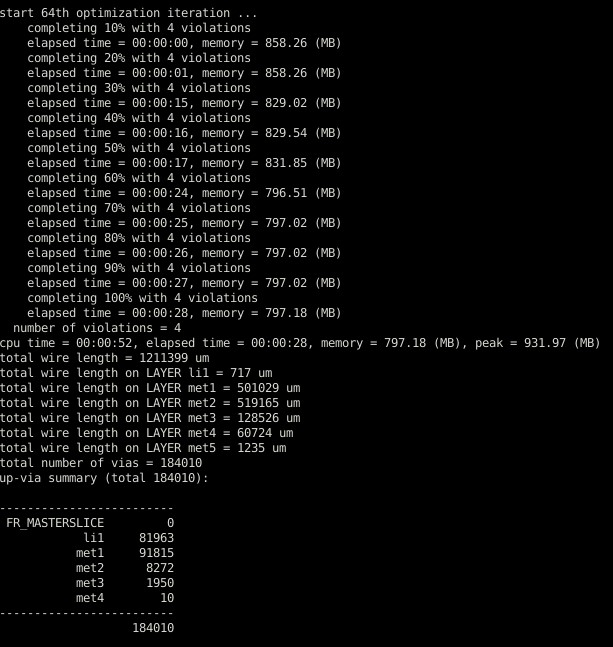 start 64th optimization iteration ...
    completing 10% with 4 violations
    elapsed time = 00:00:00, memory = 858.26 (MB)
    completing 20% with 4 violations
    elapsed time = 00:00:01, memory = 858.26 (MB)
    completing 30% with 4 violations
    elapsed time = 00:00:15, memory = 829.02 (MB)
    completing 40% with 4 violations
    elapsed time = 00:00:16, memory = 829.54 (MB)
    completing 50% with 4 violations
    elapsed time = 00:00:17, memory = 831.85 (MB)
    completing 60% with 4 violations
    elapsed time = 00:00:24, memory = 796.51 (MB)
    completing 70% with 4 violations
    elapsed time = 00:00:25, memory = 797.02 (MB)
    completing 80% with 4 violations
    elapsed time = 00:00:26, memory = 797.02 (MB)
    completing 90% with 4 violations
    elapsed time = 00:00:27, memory = 797.02 (MB)
    completing 100% with 4 violations
    elapsed time = 00:00:28, memory = 797.18 (MB)
  number of violations = 4
cpu time = 00:00:52, elapsed time = 00:00:28, memory = 797.18 (MB), peak = 931.97 (MB)
total wire length = 1211399 um
total wire length on LAYER li1 = 717 um
total wire length on LAYER met1 = 501029 um
total wire length on LAYER met2 = 519165 um
total wire length on LAYER met3 = 128526 um
total wire length on LAYER met4 = 60724 um
total wire length on LAYER met5 = 1235 um
total number of vias = 184010
up-via summary (total 184010):

-------------------------
 FR_MASTERSLICE         0
            li1     81963
           met1     91815
           met2      8272
           met3      1950
           met4        10
-------------------------
                   184010